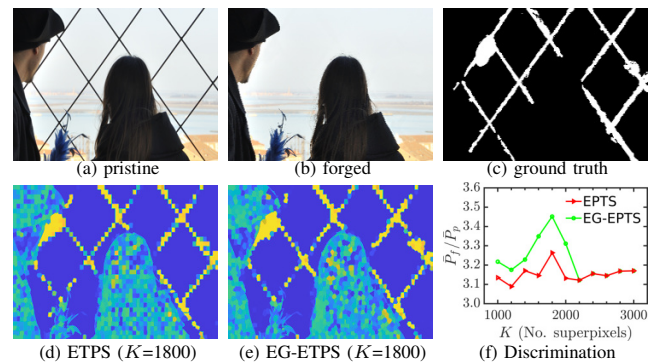 (a) pristine
(b) forged
(c) ground truth
(d) ETPS (K=1800)
(e) EG-ETPS (K=1800)
3.6
3.5
3.4
3.3
3.2
3.1
3.0
P̄f/P̄p
EPTS
EG-EPTS
1000 2000 3000
K (No. superpixels)
(f) Discrimination